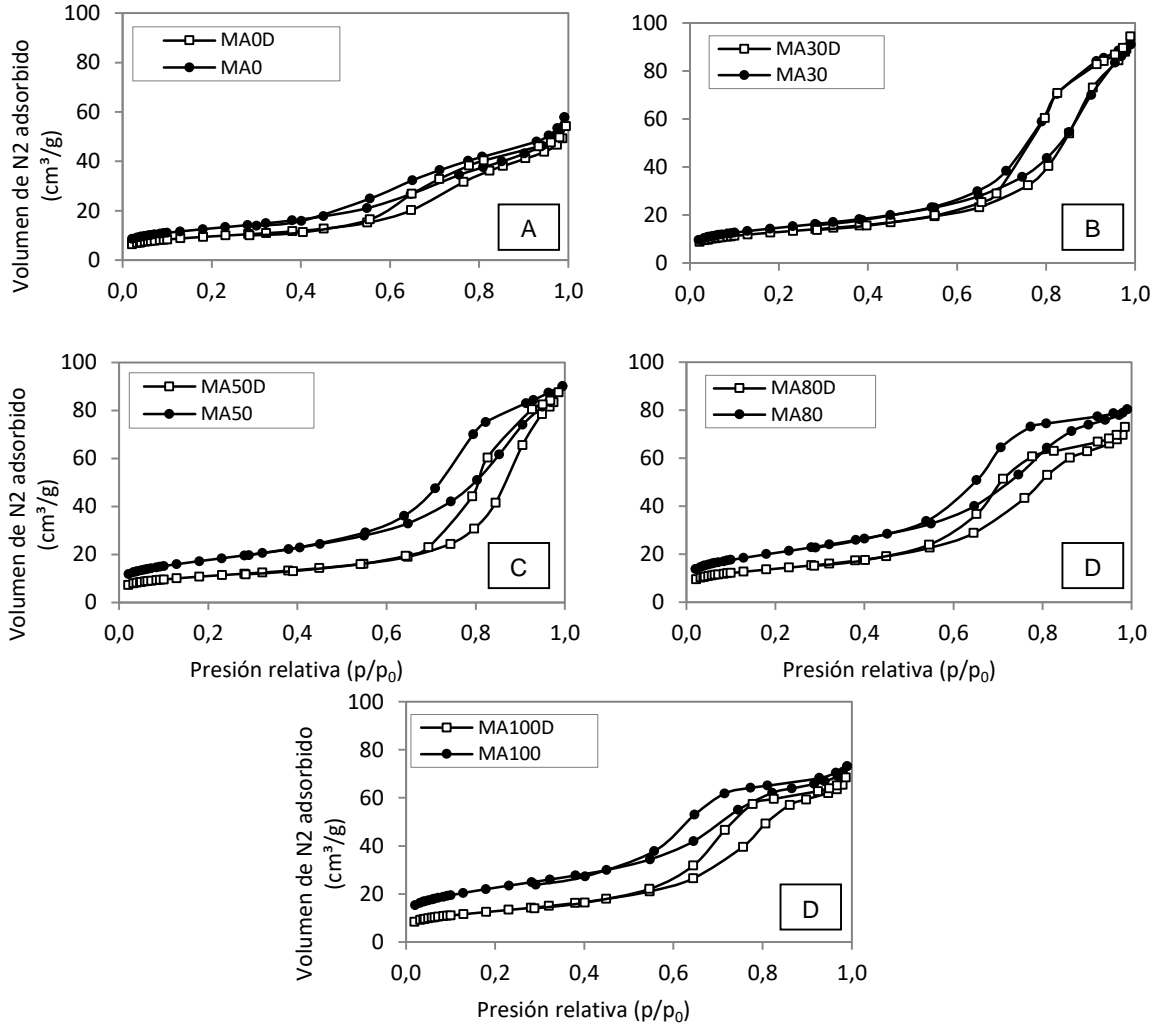 Volumen de N2 adsorbido
(cm³/g)
100
80
60
40
20
0
MA0D
MA0
A
0,0 0,2 0,4 0,6 0,8 1,0
100
80
60
40
20
0
MA30D
MA30
B
0,0 0,2 0,4 0,6 0,8 1,0
Volumen de N2 adsorbido
(cm³/g)
100
80
60
40
20
0
MA50D
MA50
C
0,0 0,2 0,4 0,6 0,8 1,0
Presión relativa (p/p₀)
100
80
60
40
20
0
MA80D
MA80
D
0,0 0,2 0,4 0,6 0,8 1,0
Presión relativa (p/p₀)
Volumen de N2 adsorbido
(cm³/g)
100
80
60
40
20
0
MA100D
MA100
D
0,0 0,2 0,4 0,6 0,8 1,0
Presión relativa (p/p₀)